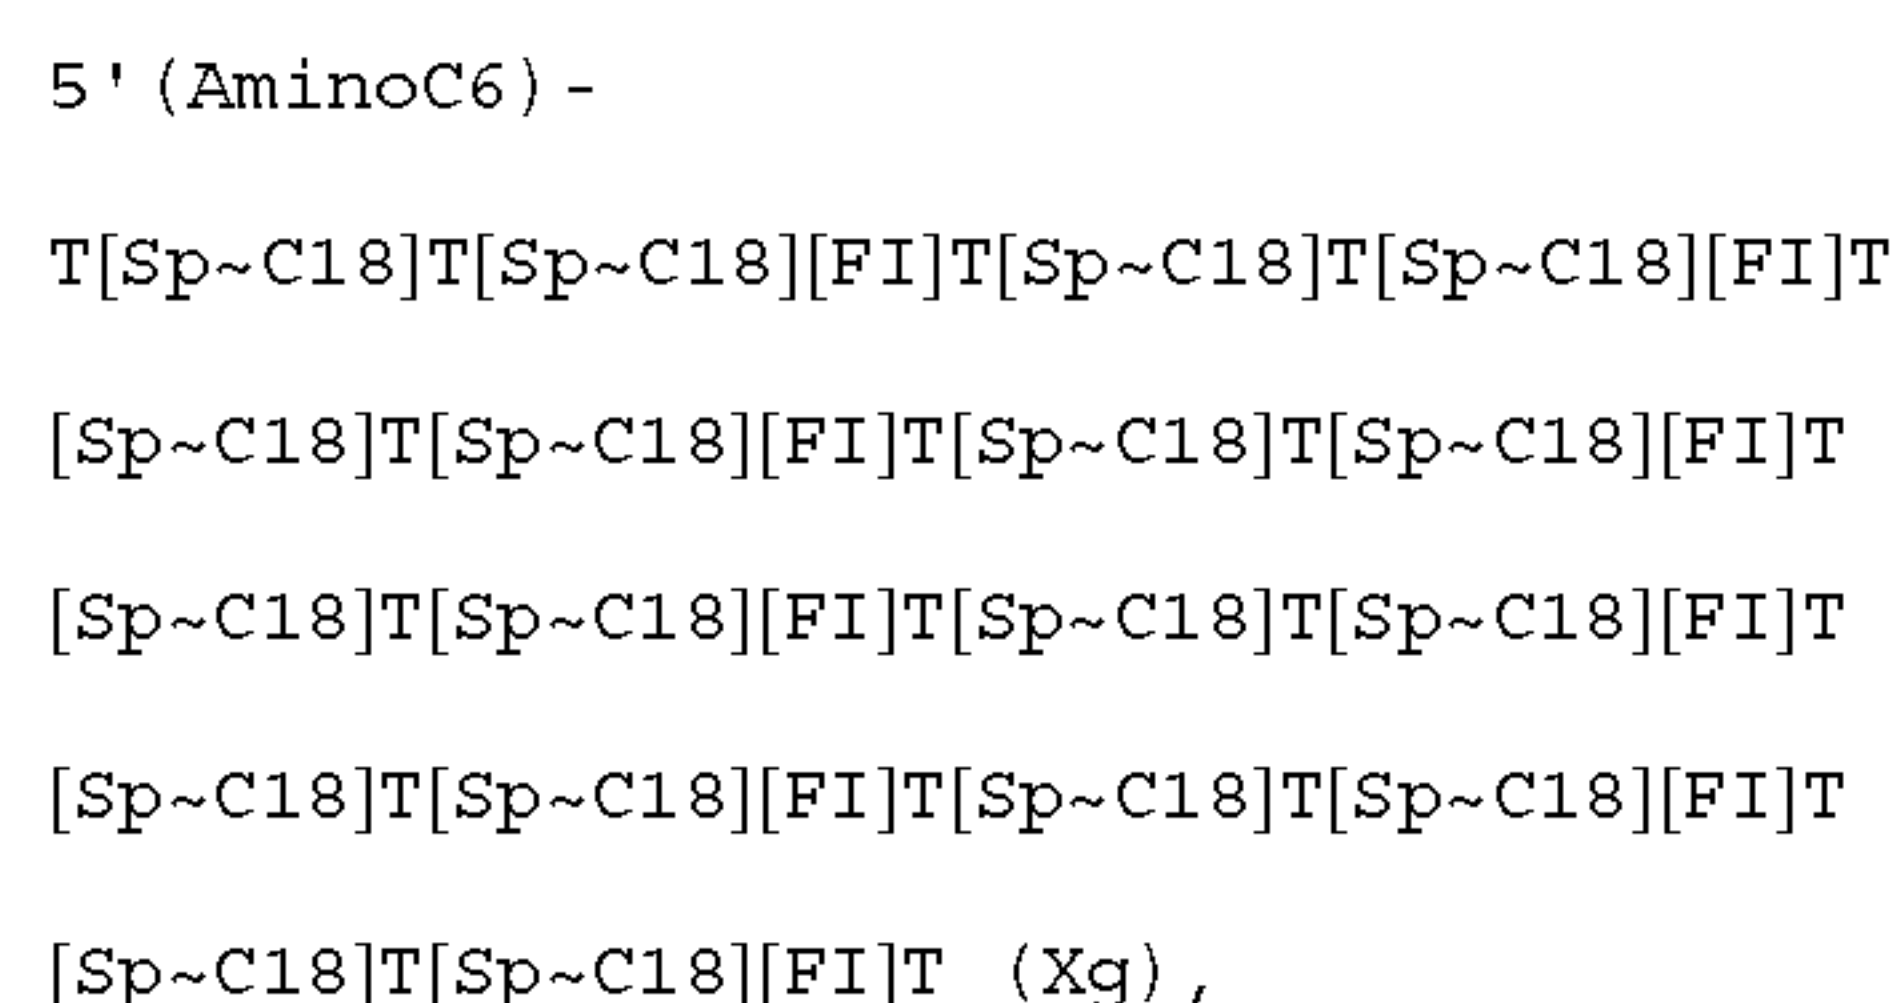 5'(AminoC6)-
T[Sp~C18]T[Sp~C18][FI]T[Sp~C18]T[Sp~C18][FI]T
[Sp~C18]T[Sp~C18][FI]T[Sp~C18]T[Sp~C18][FI]T
[Sp~C18]T[Sp~C18][FI]T[Sp~C18]T[Sp~C18][FI]T
[Sp~C18]T[Sp~C18][FI]T[Sp~C18]T[Sp~C18][FI]T
[Sp~C18]T[Sp~C18][FI]T (Xg),